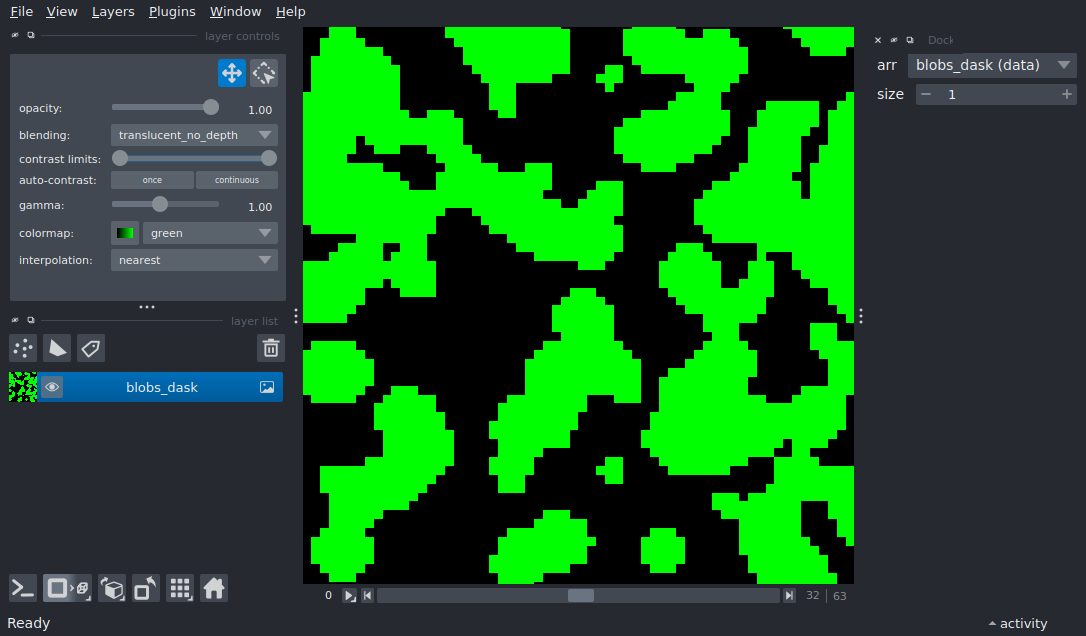 File View Layers Plugins Window Help
layer controls
opacity: 1.00
blending: translucent_no_depth
contrast limits:
auto-contrast: once continuous
gamma: 1.00
colormap: green
interpolation: nearest
layer list
blobs_dask
Dock
arr blobs_dask (data)
size 1
0 32 63
Ready
activity